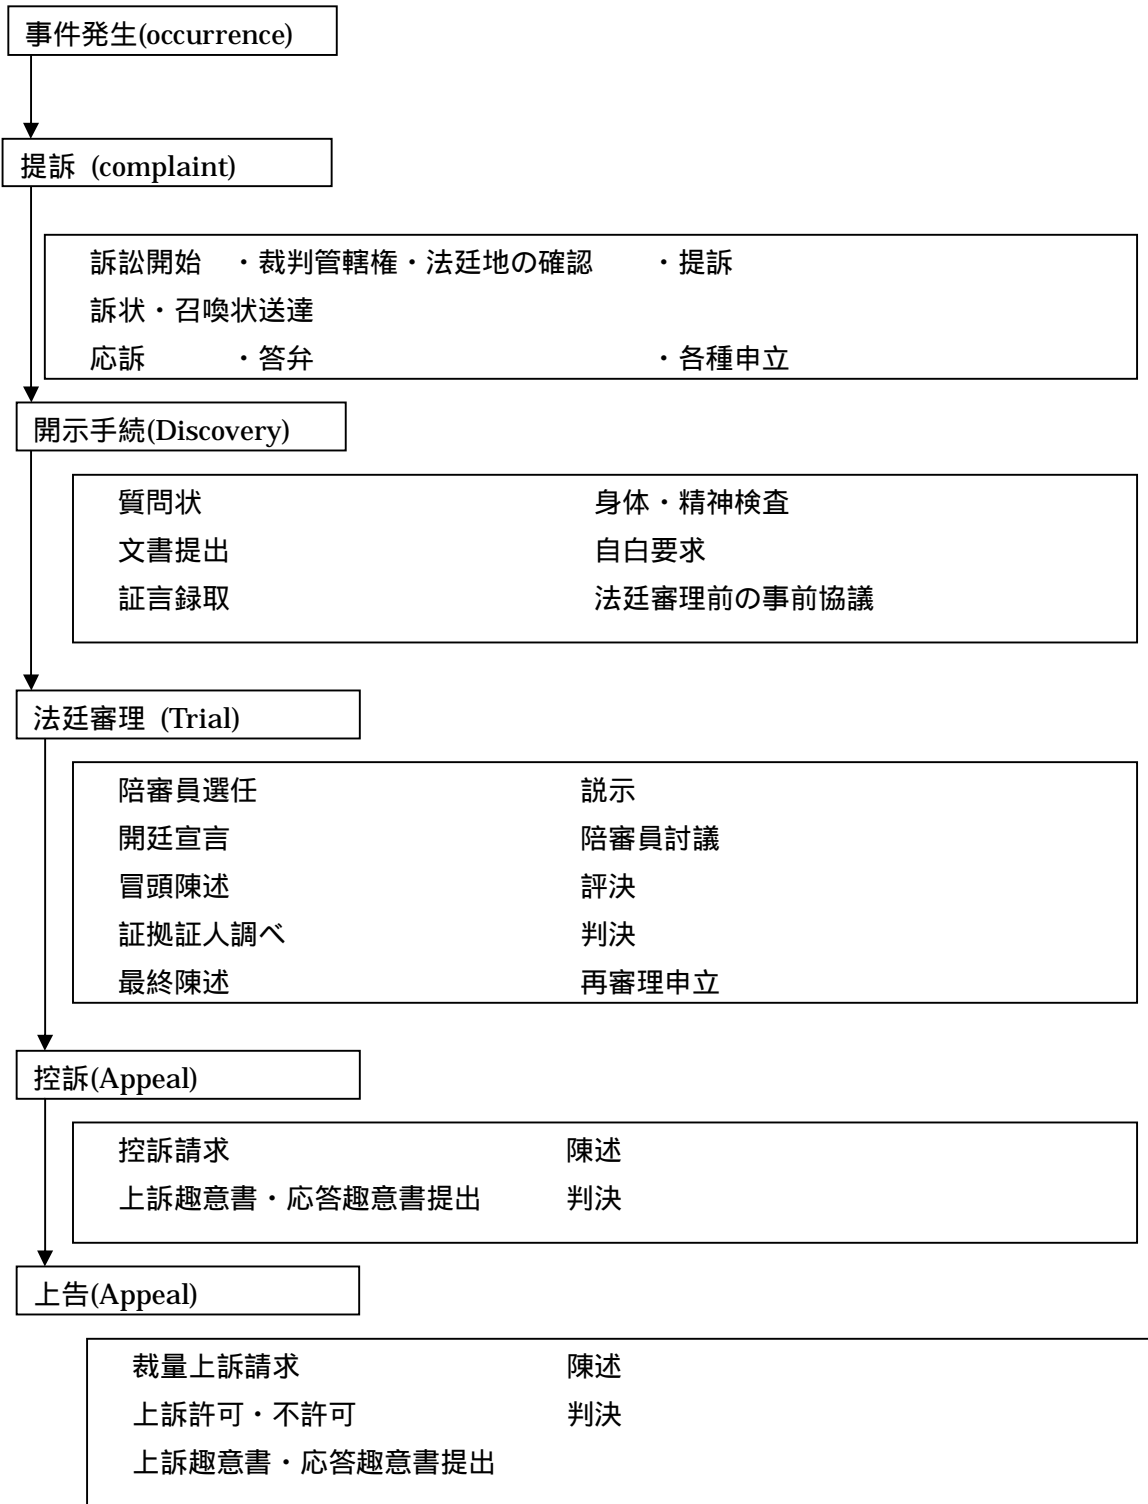 事件発生(occurrence)
提訴 (complaint)
訴訟開始 ・裁判管轄権・法廷地の確認 ・提訴
訴状・召喚状送達
応訴 ・答弁 ・各種申立
開示手続(Discovery)
質問状 身体・精神検査
文書提出 自白要求
証言録取 法廷審理前の事前協議
法廷審理 (Trial)
陪審員選任 説示
開廷宣言 陪審員討議
冒頭陳述 評決
証拠証人調べ 判決
最終陳述 再審理申立
控訴(Appeal)
控訴請求 陳述
上訴趣意書・応答趣意書提出 判決
上告(Appeal)
裁量上訴請求 陳述
上訴許可・不許可 判決
上訴趣意書・応答趣意書提出